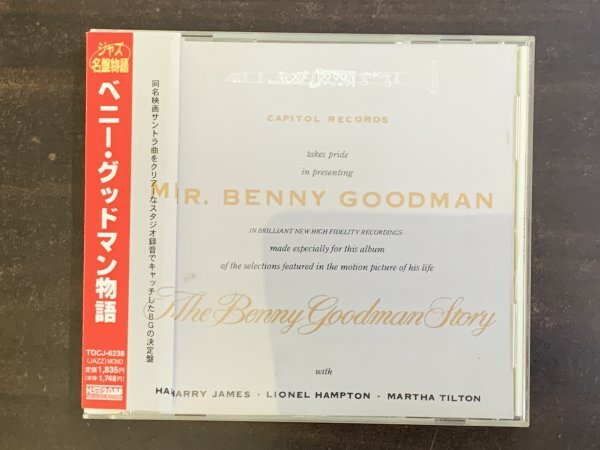 ジャズ
名盤物語
ベニー・グッドマン物語
TOCJ-6238
(JAZZ) MONO
定価1,835円
(本体1,748円)
同名映画サントラ曲をクリアーなスタジオ録音でキャッチしたB.G.の決定盤
CAPITOL RECORDS
takes pride
in presenting
MR. BENNY GOODMAN
IN BRILLIANT NEW HIGH FIDELITY RECORDINGS
made especially for this album
of the selections featured in the motion picture of his life
The Benny Goodman Story
with
HARRY JAMES · LIONEL HAMPTON · MARTHA TILTON